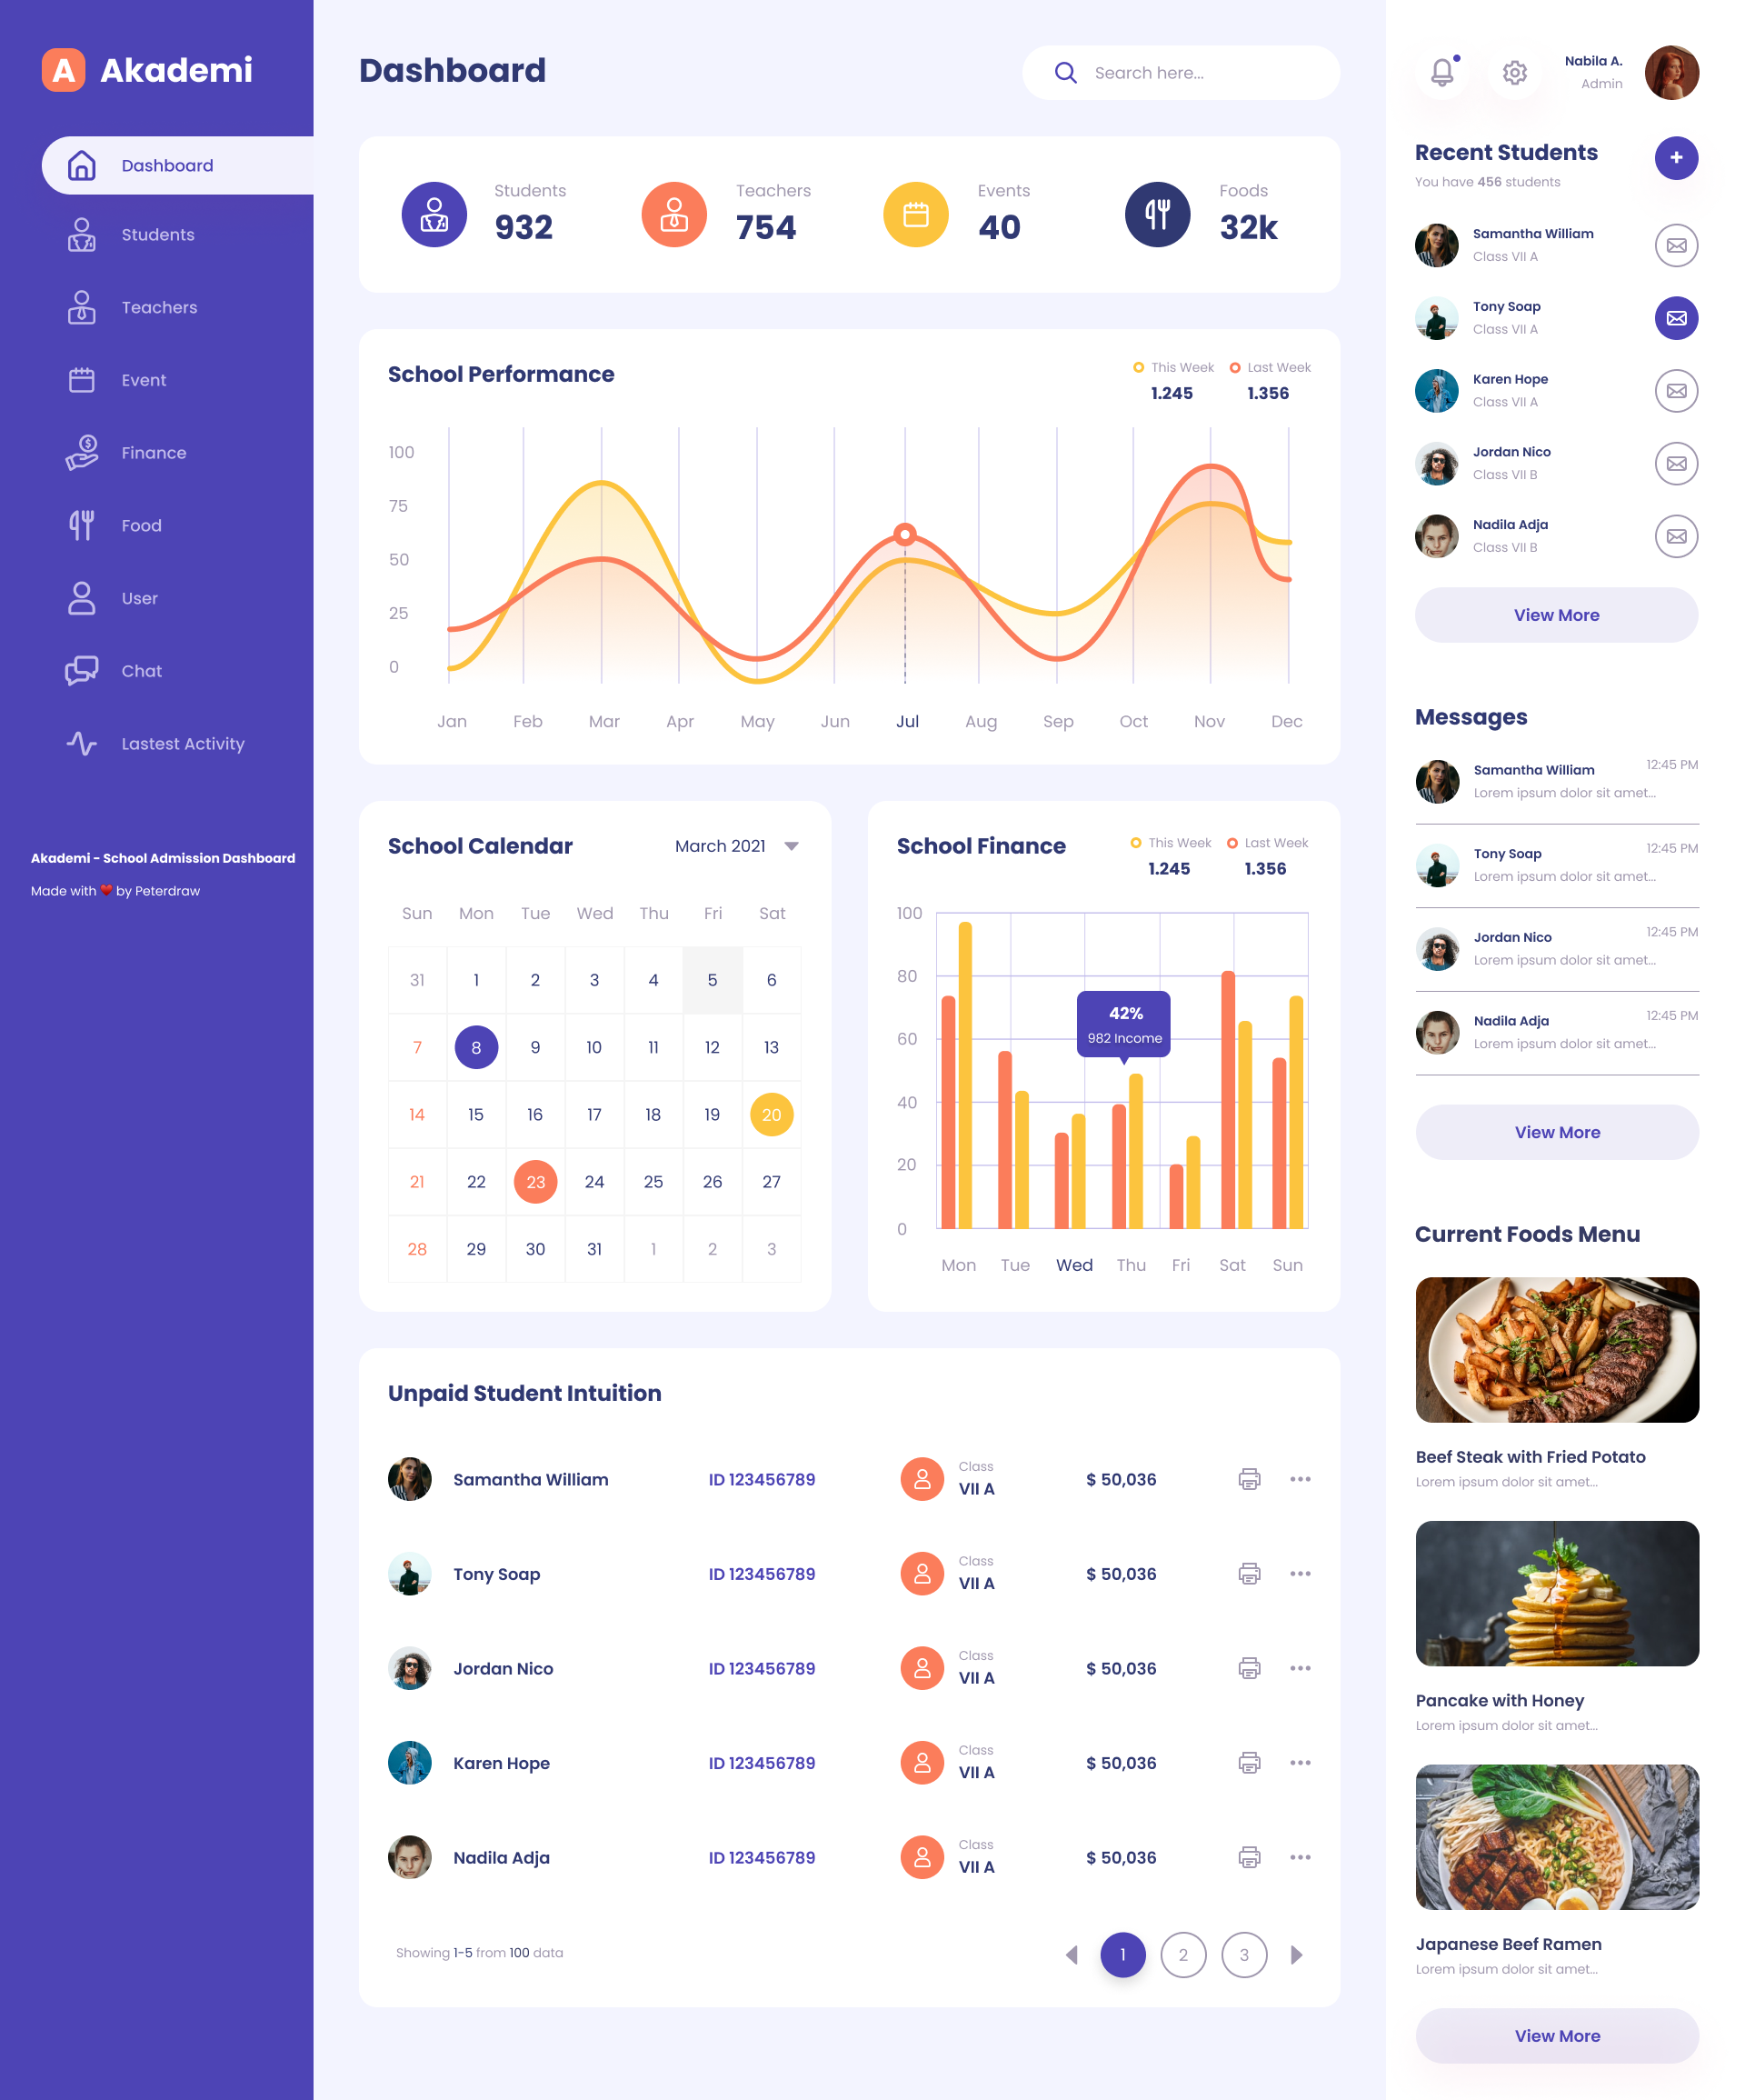 A Akademi
Dashboard
Students
Teachers
Event
Finance
Food
User
Chat
Lastest Activity
Akademi - School Admission Dashboard
Made with ❤️ by Peterdraw
Dashboard
Search here...
Students
932
Teachers
754
Events
40
Foods
32k
School Performance
This Week
1.245
Last Week
1.356
100
75
50
25
0
Jan Feb Mar Apr May Jun Jul Aug Sep Oct Nov Dec
School Calendar
March 2021
Sun Mon Tue Wed Thu Fri Sat
31 1 2 3 4 5 6
7 8 9 10 11 12 13
14 15 16 17 18 19 20
21 22 23 24 25 26 27
28 29 30 31 1 2 3
School Finance
This Week
1.245
Last Week
1.356
100
80
60
40
20
0
42%
982 Income
Mon Tue Wed Thu Fri Sat Sun
Unpaid Student Intuition
Samantha William
ID 123456789
Class
VII A
$ 50,036
Tony Soap
ID 123456789
Class
VII A
$ 50,036
Jordan Nico
ID 123456789
Class
VII A
$ 50,036
Karen Hope
ID 123456789
Class
VII A
$ 50,036
Nadila Adja
ID 123456789
Class
VII A
$ 50,036
Showing 1-5 from 100 data
1 2 3
Nabila A.
Admin
Recent Students
You have 456 students
Samantha William
Class VII A
Tony Soap
Class VII A
Karen Hope
Class VII A
Jordan Nico
Class VII B
Nadila Adja
Class VII B
View More
Messages
Samantha William
12:45 PM
Lorem ipsum dolor sit amet...
Tony Soap
12:45 PM
Lorem ipsum dolor sit amet...
Jordan Nico
12:45 PM
Lorem ipsum dolor sit amet...
Nadila Adja
12:45 PM
Lorem ipsum dolor sit amet...
View More
Current Foods Menu
Beef Steak with Fried Potato
Lorem ipsum dolor sit amet...
Pancake with Honey
Lorem ipsum dolor sit amet...
Japanese Beef Ramen
Lorem ipsum dolor sit amet...
View More